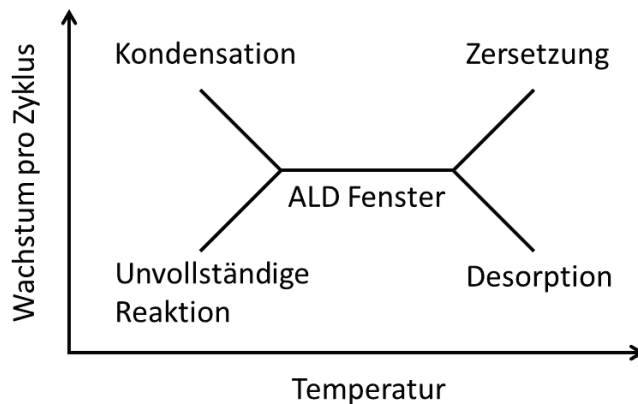 Kondensation
Zersetzung
Wachstum pro Zyklus
ALD Fenster
Unvollständige
Reaktion
Desorption
Temperatur